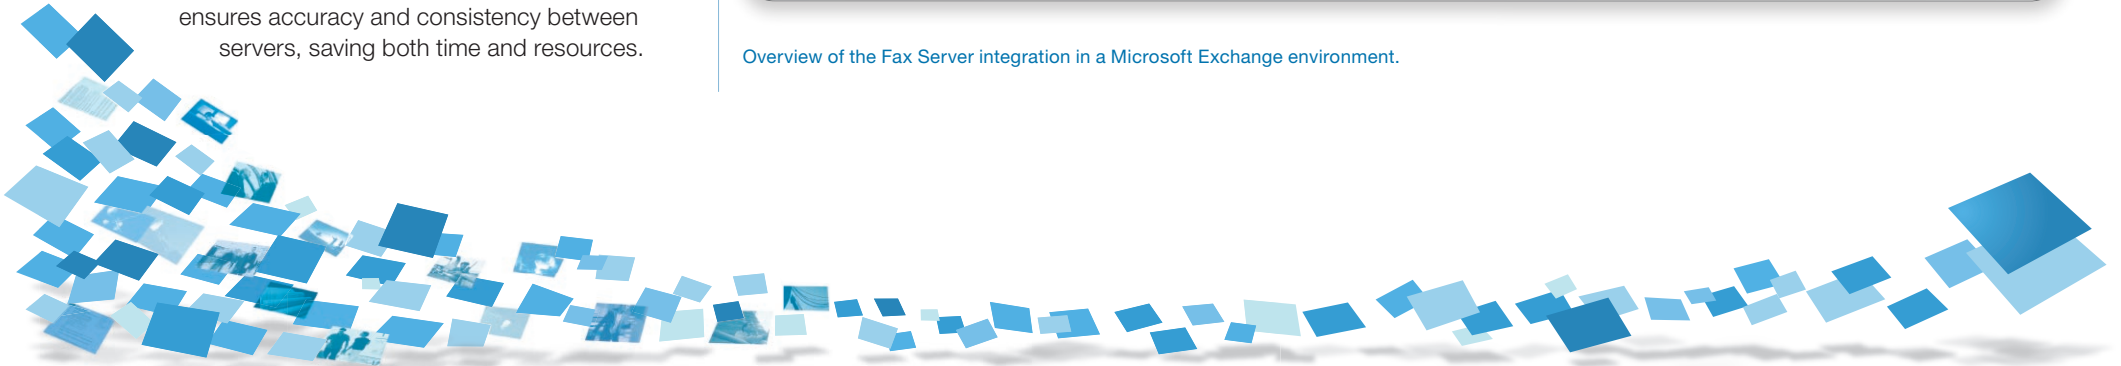 ensures accuracy and consistency between
servers, saving both time and resources.
Overview of the Fax Server integration in a Microsoft Exchange environment.